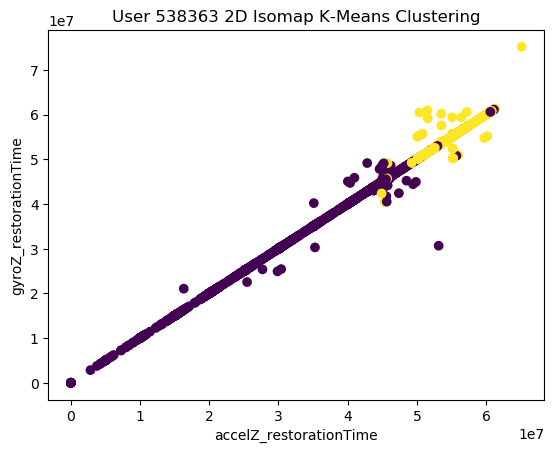 User 538363 2D Isomap K-Means Clustering
1e7
7
6
5
4
3
2
1
0
gyroZ_restorationTime
0 1 2 3 4 5 6
1e7
accelZ_restorationTime